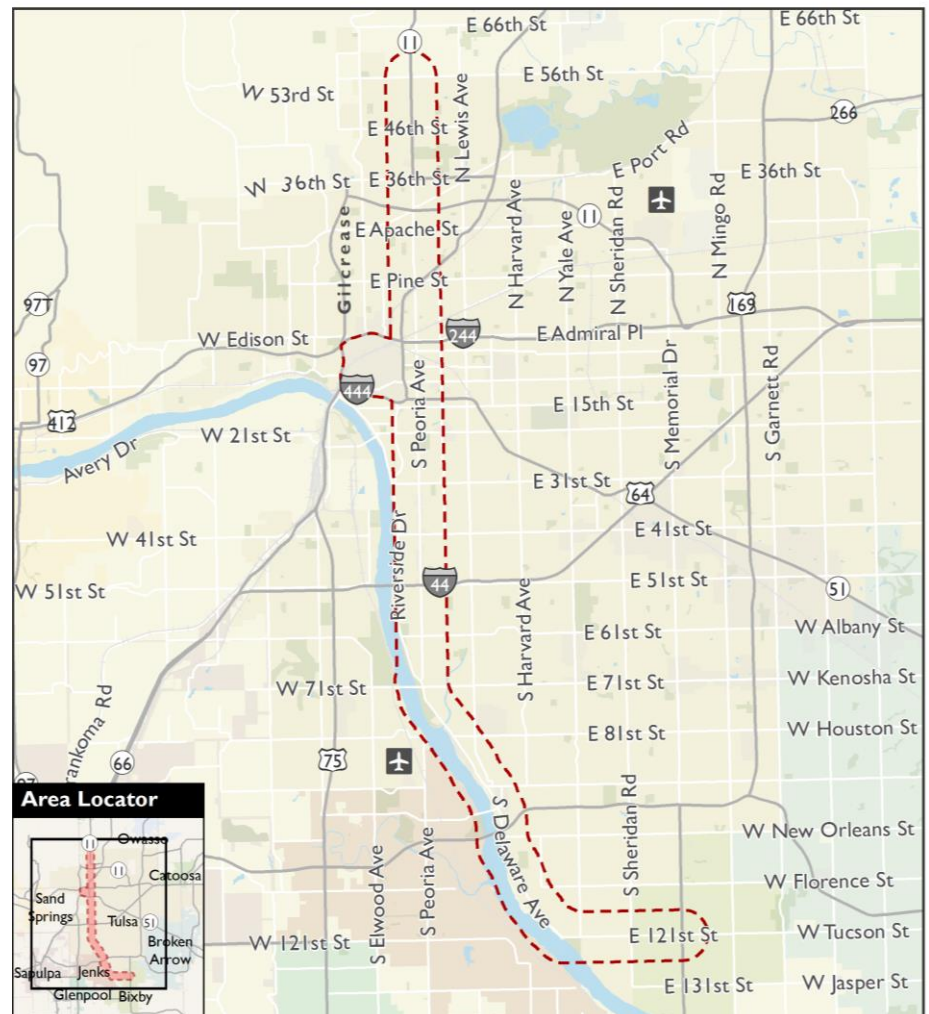 E 66th St
E 66th St
11
W 53rd St
E 56th St
266
E 46th St
N Lewis Ave
E Port Rd
W 36th St
E 36th St
E 36th St
N Harvard Ave
N Yale Ave
11
N Sheridan Rd
N Mingo Rd
Gilcrease
E Apache St
E Pine St
97T
169
W Edison St
244
E Admiral Pl
97
444
S Peoria Ave
E 15th St
S Memorial Dr
S Garnett Rd
412
W 21st St
Avery Dr
E 31st St
64
E 41st St
W 41st St
Riverside Dr
44
W 51st St
E 51st St
51
S Harvard Ave
E 61st St
W Albany St
W 71st St
E 71st St
W Kenosha St
E 81st St
W Houston St
ankoma Rd
66
75
S Delaware Ave
S Sheridan Rd
W New Orleans St
S Elwood Ave
S Peoria Ave
W Florence St
W 121st St
E 121st St
W Tucson St
E 131st St
W Jasper St
Area Locator
11
Owasso
11
Catoosa
Sand
Springs
Tulsa
51
Broken
Arrow
Sapulpa
Jenks
Glenpool
Bixby